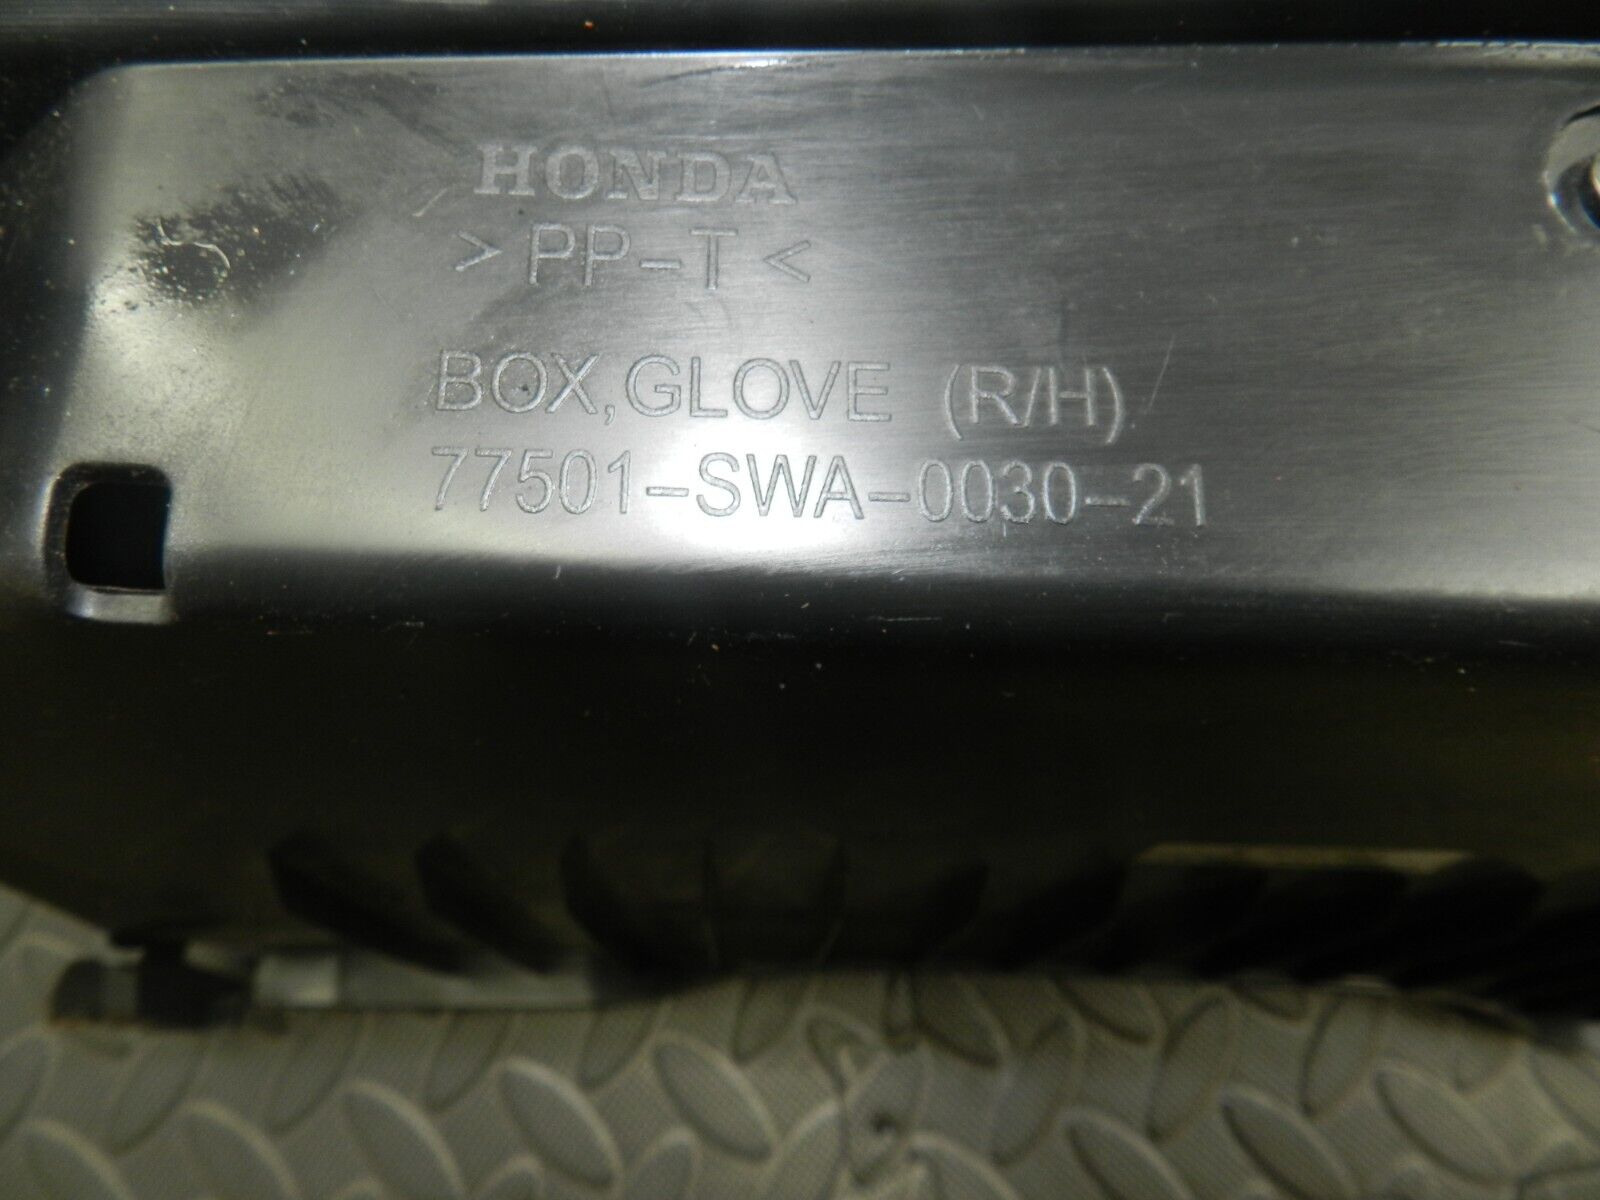 HONDA
> PP-T <
BOX,GLOVE (R/H)
77501-SWA-0030-21